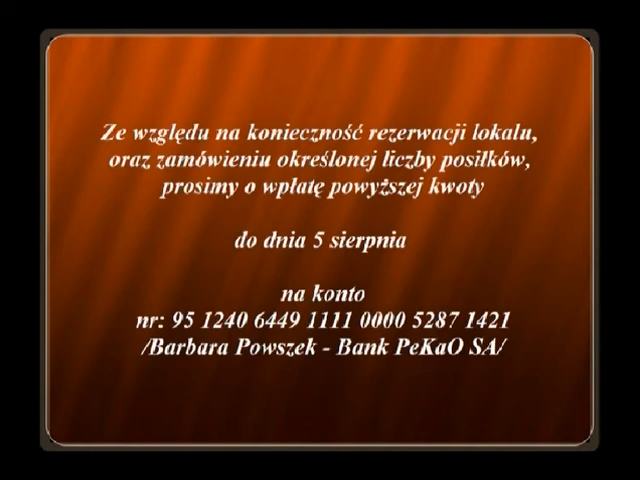 Ze względu na konieczność rezerwacji lokalu,
oraz zamówieniu określonej liczby posiłków,
prosimy o wpłatę powyższej kwoty
do dnia 5 sierpnia
na konto
nr: 95 1240 6449 1111 0000 5287 1421
/Barbara Powszek - Bank PeKaO SA/